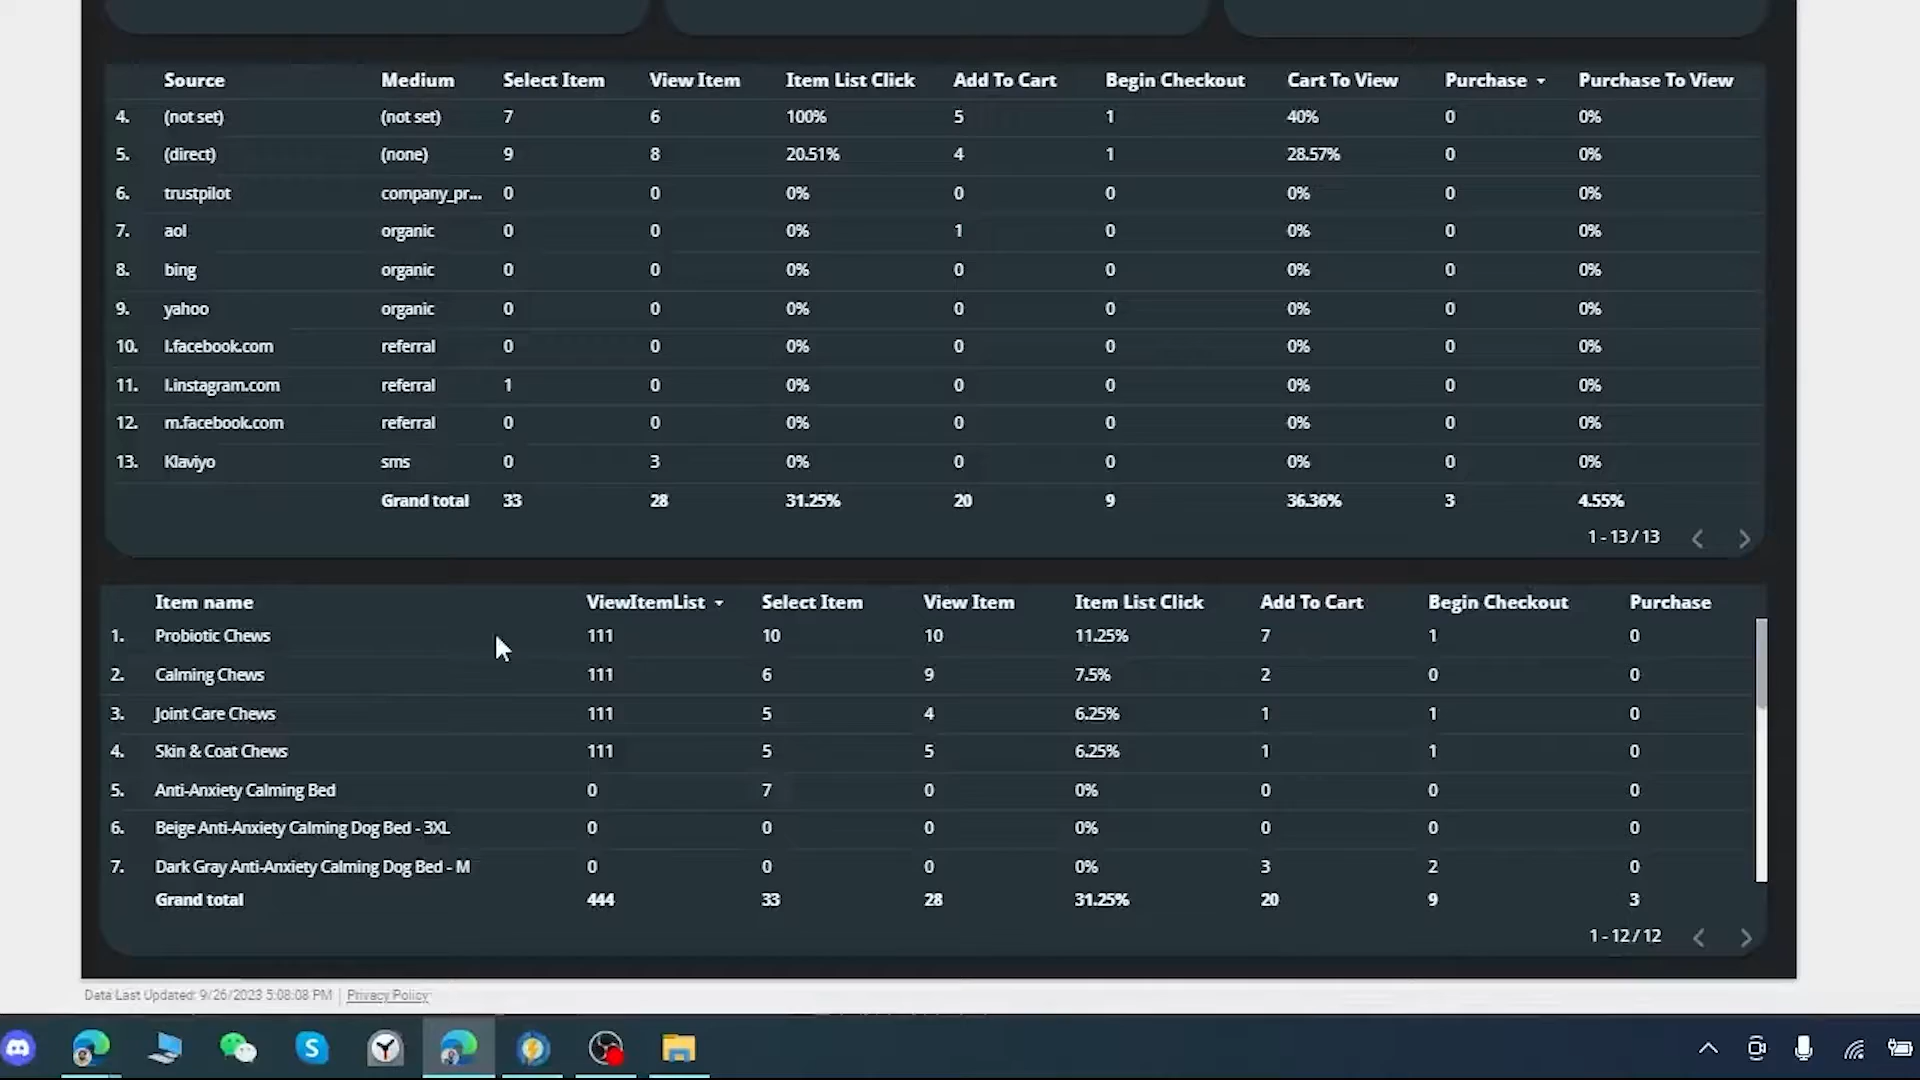 Source Medium Select Item View Item Item List Click Add To Cart Begin Checkout Cart To View Purchase Purchase To View
4. (not set) (not set) 7 6 100% 5 1 40% 0 0%
5. (direct) (none) 9 8 20.51% 4 1 28.57% 0 0%
6. trustpilot company_pr... 0 0 0% 0 0 0% 0 0%
7. aol organic 0 0 0% 1 0 0% 0 0%
8. bing organic 0 0 0% 0 0 0% 0 0%
9. yahoo organic 0 0 0% 0 0 0% 0 0%
10. l.facebook.com referral 0 0 0% 0 0 0% 0 0%
11. l.instagram.com referral 1 0 0% 0 0 0% 0 0%
12. m.facebook.com referral 0 0 0% 0 0 0% 0 0%
13. Klaviyo sms 0 3 0% 0 0 0% 0 0%
Grand total 33 28 31.25% 20 9 36.36% 3 4.55%
1 - 13 / 13
Item name ViewItemList Select Item View Item Item List Click Add To Cart Begin Checkout Purchase
1. Probiotic Chews 111 10 10 11.25% 7 1 0
2. Calming Chews 111 6 9 7.5% 2 0 0
3. Joint Care Chews 111 5 4 6.25% 1 1 0
4. Skin & Coat Chews 111 5 5 6.25% 1 1 0
5. Anti-Anxiety Calming Bed 0 7 0 0% 0 0 0
6. Beige Anti-Anxiety Calming Dog Bed - 3XL 0 0 0 0% 0 0 0
7. Dark Gray Anti-Anxiety Calming Dog Bed - M 0 0 0 0% 3 2 0
Grand total 444 33 28 31.25% 20 9 3
1 - 12 / 12
Data Last Updated: 9/26/2023 5:08:08 PM | Privacy Policy